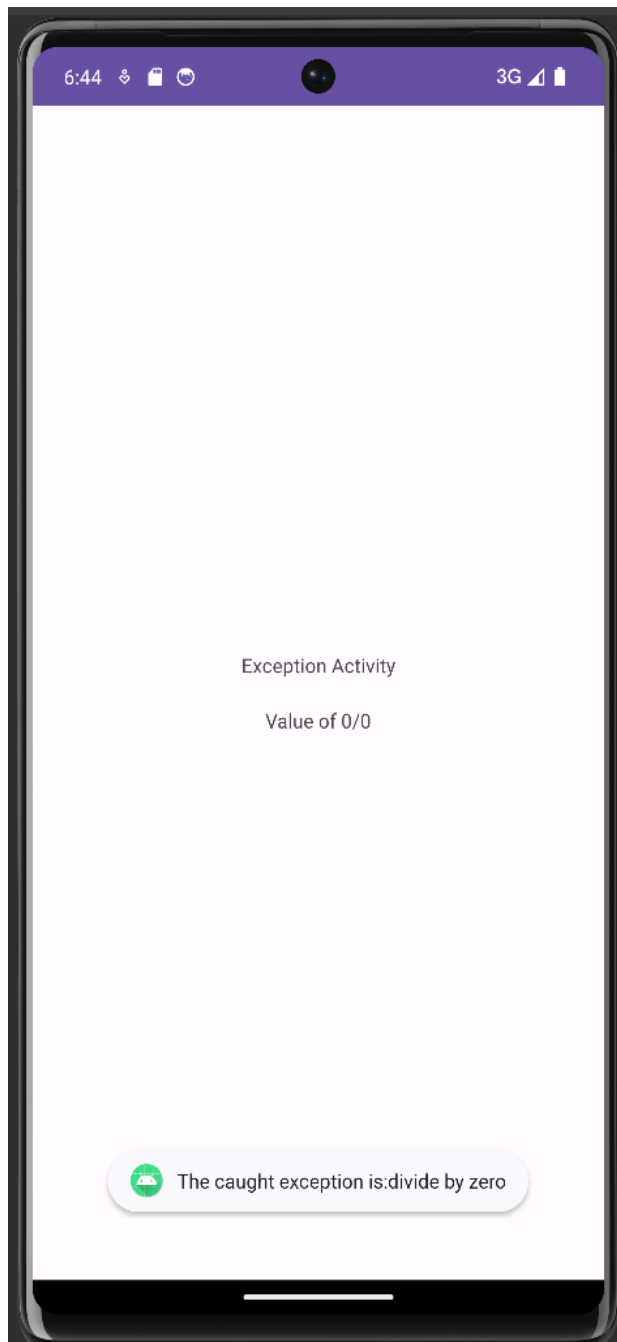 6:44 3G
Exception Activity
Value of 0/0
The caught exception is:divide by zero